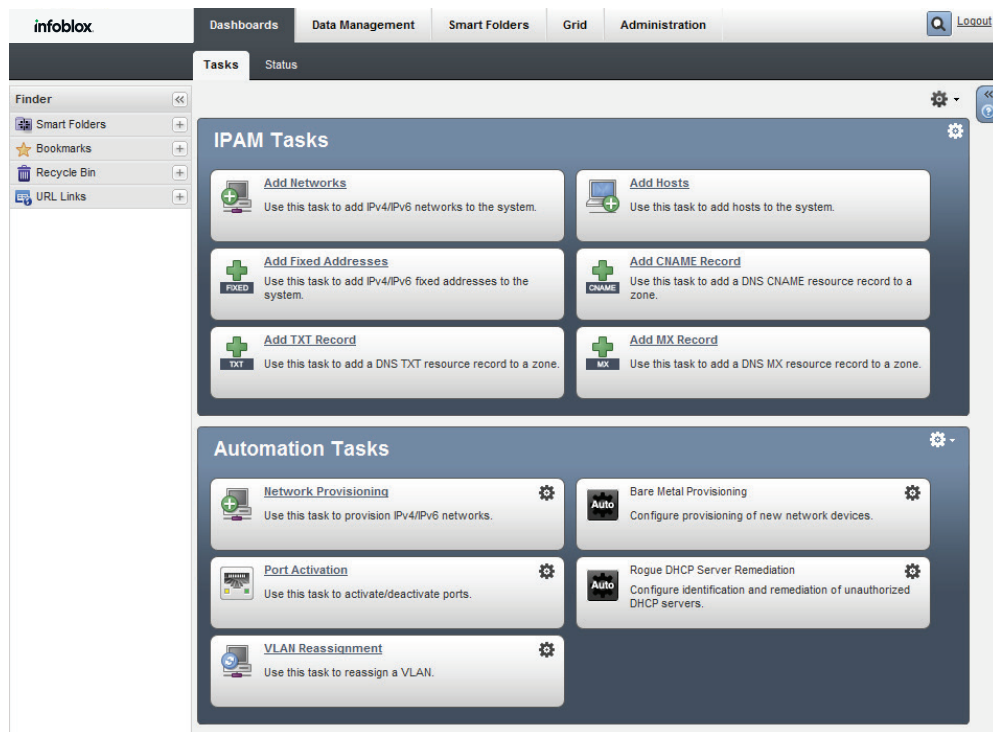 infoblox
Dashboards Data Management Smart Folders Grid Administration
Logout
Tasks Status
Finder
Smart Folders
Bookmarks
Recycle Bin
URL Links
IPAM Tasks
Add Networks
Use this task to add IPv4/IPv6 networks to the system.
Add Hosts
Use this task to add hosts to the system.
Add Fixed Addresses
Use this task to add IPv4/IPv6 fixed addresses to the
system.
FIXED
Add CNAME Record
Use this task to add a DNS CNAME resource record to a
zone.
CNAME
Add TXT Record
Use this task to add a DNS TXT resource record to a zone.
TXT
Add MX Record
Use this task to add a DNS MX resource record to a zone.
MX
Automation Tasks
Network Provisioning
Use this task to provision IPv4/IPv6 networks.
Auto
Bare Metal Provisioning
Configure provisioning of new network devices.
Port Activation
Use this task to activate/deactivate ports.
Auto
Rogue DHCP Server Remediation
Configure identification and remediation of unauthorized
DHCP servers.
VLAN Reassignment
Use this task to reassign a VLAN.